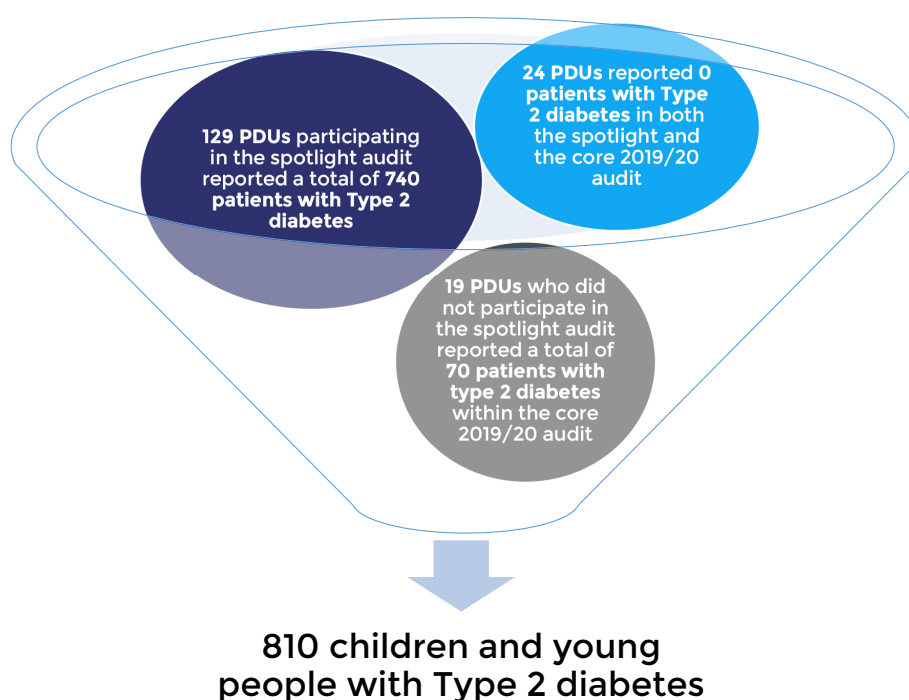 129 PDUs participating
in the spotlight audit
reported a total of 740
patients with Type 2
diabetes
24 PDUs reported 0
patients with Type
2 diabetes in both
the spotlight and
the core 2019/20
audit
19 PDUs who did
not participate in
the spotlight audit
reported a total of
70 patients with
type 2 diabetes
within the core
2019/20 audit
810 children and young
people with Type 2 diabetes